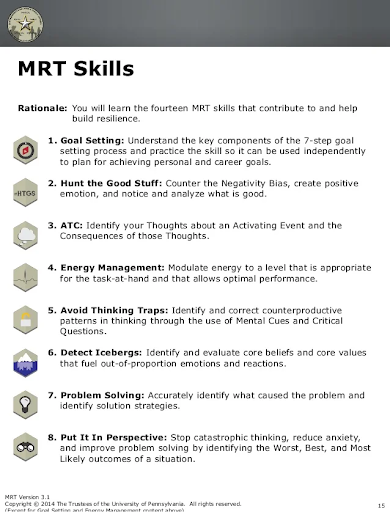 MRT Skills
Rationale: You will learn the fourteen MRT skills that contribute to and help
build resilience.
1. Goal Setting: Understand the key components of the 7-step goal
setting process and practice the skill so it can be used independently
to plan for achieving personal and career goals.
#HTGS
2. Hunt the Good Stuff: Counter the Negativity Bias, create positive
emotion, and notice and analyze what is good.
3. ATC: Identify your Thoughts about an Activating Event and the
Consequences of those Thoughts.
4. Energy Management: Modulate energy to a level that is appropriate
for the task-at-hand and that allows optimal performance.
5. Avoid Thinking Traps: Identify and correct counterproductive
patterns in thinking through the use of Mental Cues and Critical
Questions.
6. Detect Icebergs: Identify and evaluate core beliefs and core values
that fuel out-of-proportion emotions and reactions.
7. Problem Solving: Accurately identify what caused the problem and
identify solution strategies.
8. Put It In Perspective: Stop catastrophic thinking, reduce anxiety,
and improve problem solving by identifying the Worst, Best, and Most
Likely outcomes of a situation.
MRT Version 3.1
Copyright © 2014 The Trustees of the University of Pennsylvania. All rights reserved.
(Except for Goal Setting and Energy Management content above)
15